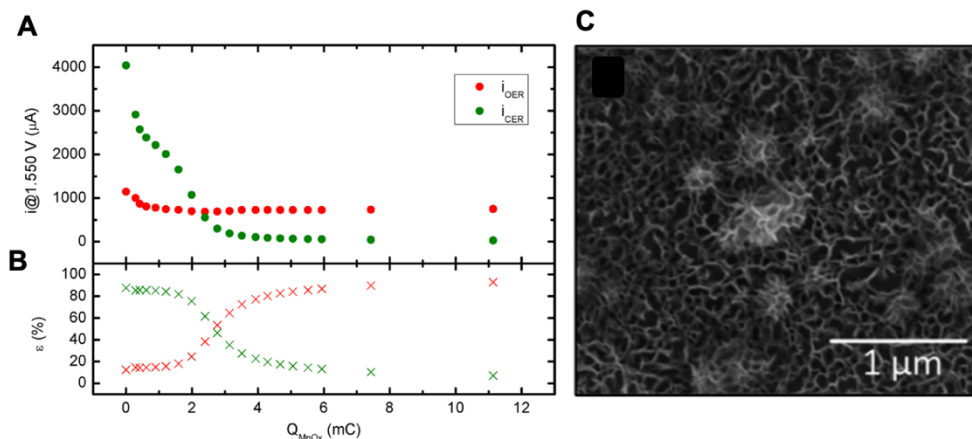 A
i@1.550 V (μA)
4000
3000
2000
1000
0
i_OER
i_CER
B
ε (%)
100
80
60
40
20
0
0 2 4 6 8 10 12
Q_MnOx (mC)
C
1 μm